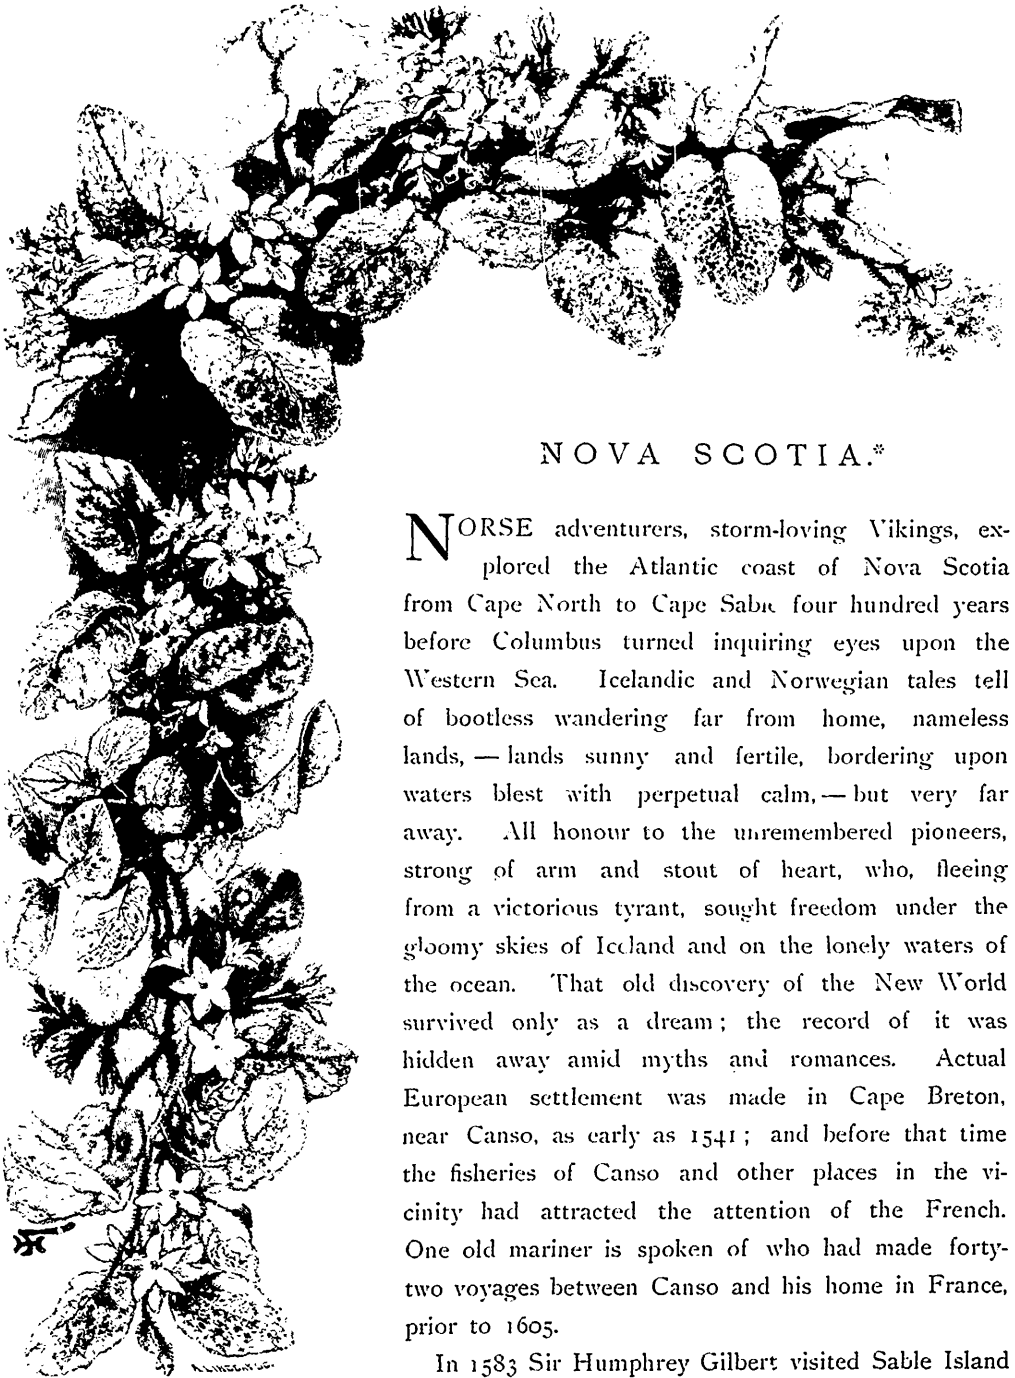 NOVA SCOTIA.*
NORSE adventurers, storm-loving Vikings, ex-
plored the Atlantic coast of Nova Scotia
from Cape North to Cape Sable four hundred years
before Columbus turned inquiring eyes upon the
Western Sea. Icelandic and Norwegian tales tell
of bootless wandering far from home, nameless
lands, — lands sunny and fertile, bordering upon
waters blest with perpetual calm, — but very far
away. All honour to the unremembered pioneers,
strong of arm and stout of heart, who, fleeing
from a victorious tyrant, sought freedom under the
gloomy skies of Iceland and on the lonely waters of
the ocean. That old discovery of the New World
survived only as a dream ; the record of it was
hidden away amid myths and romances. Actual
European settlement was made in Cape Breton,
near Canso, as early as 1541 ; and before that time
the fisheries of Canso and other places in the vi-
cinity had attracted the attention of the French.
One old mariner is spoken of who had made forty-
two voyages between Canso and his home in France,
prior to 1605.
In 1583 Sir Humphrey Gilbert visited Sable Island